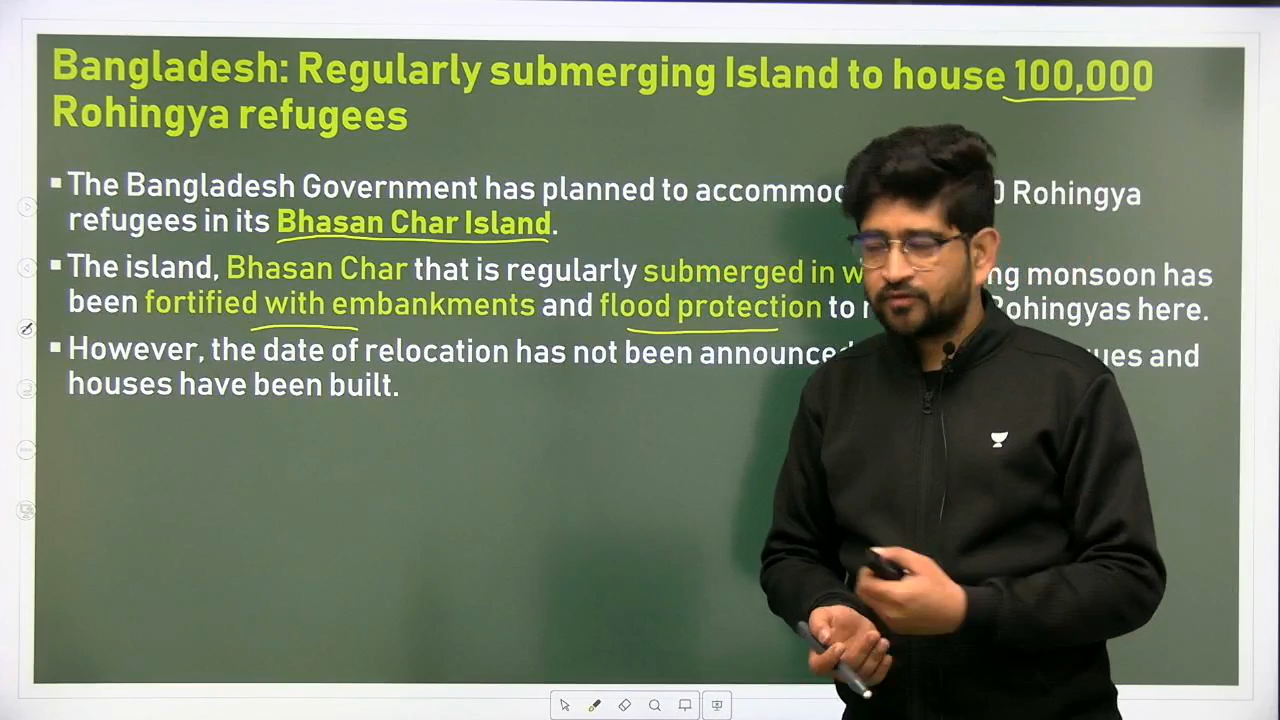 Bangladesh: Regularly submerging Island to house 100,000
Rohingya refugees
▪ The Bangladesh Government has planned to Rohingya
refugees in its Bhasan Char Island.
▪ The island, Bhasan Char that is regularly submerged in monsoon has
been fortified with embankments and flood protection to Rohingyas here.
▪ However, the date of relocation has not been and
houses have been built.